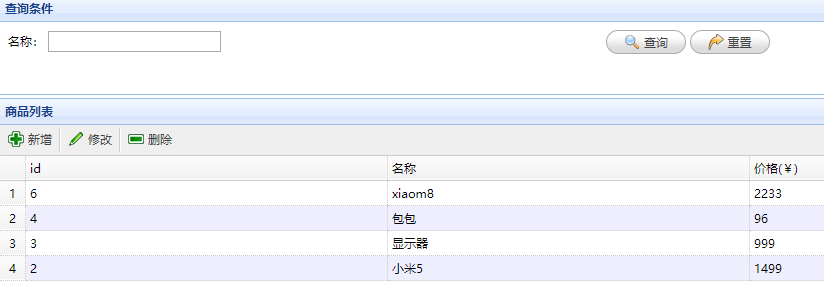 查询条件
名称： 查询 重置
商品列表
新增 修改 删除
id 名称 价格(￥)
1 6 xiaom8 2233
2 4 包包 96
3 3 显示器 999
4 2 小米5 1499